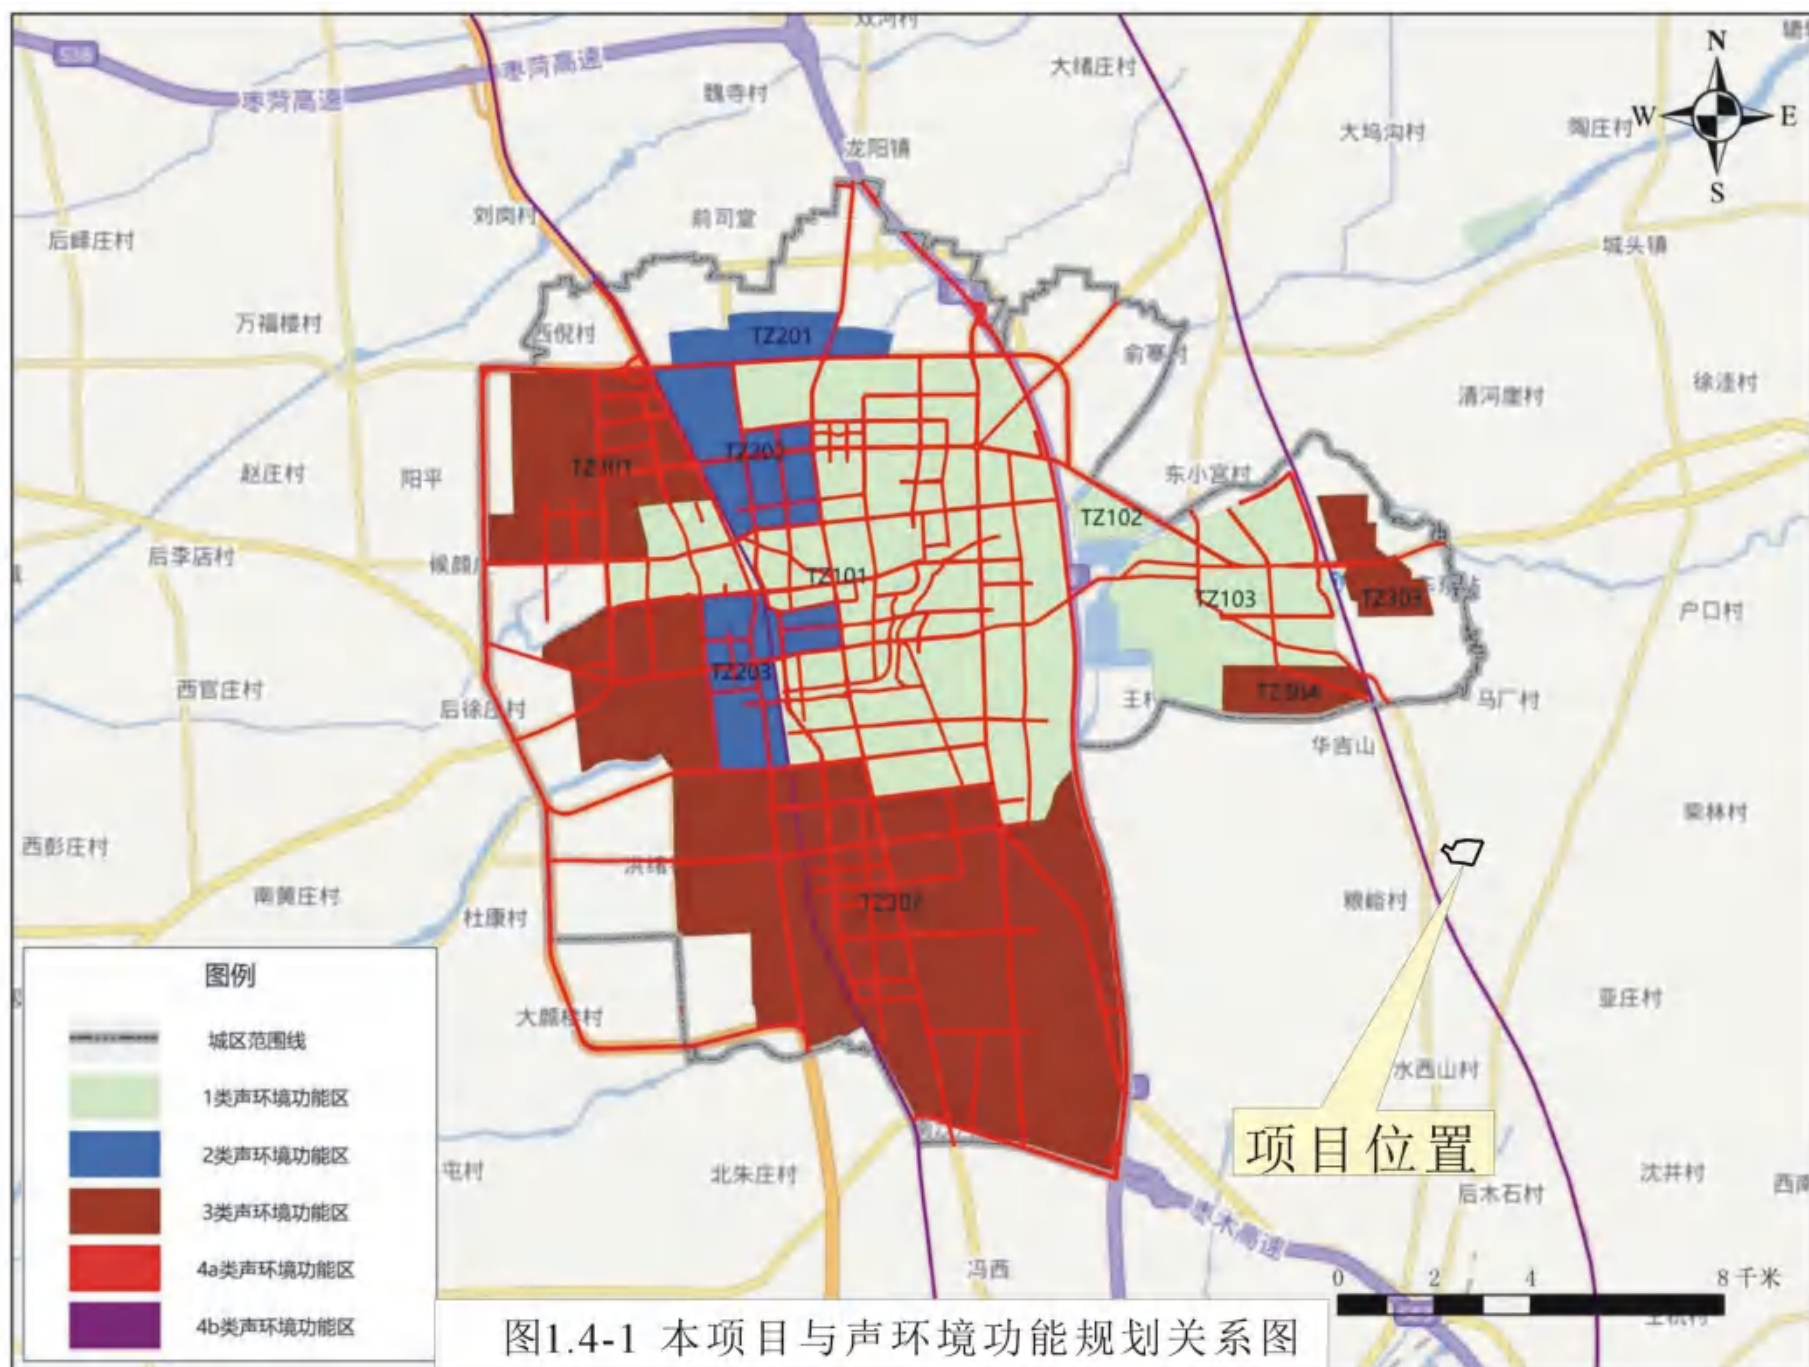 双河村
N
大绪庄村
S38
枣菏高速
枣菏高速
魏寺村
陶庄村
W
E
大坞沟村
龙阳镇
S
刘岗村
前司堂
后峄庄村
城头镇
万福楼村
西倪村
TZ201
俞寨村
徐洼村
清河崖村
TZ202
赵庄村
阳平
东小宫村
TZ102
后李店村
TZ101
TZ103
TZ303
户口村
TZ203
西官庄村
后徐庄村
王村
马厂村
华吉山
西彭庄村
南黄庄村
杜康村
粮峪村
图例
亚庄村
城区范围线
水西山村
1类声环境功能区
2类声环境功能区
项目位置
屯村
北朱庄村
沈井村
后木石村
3类声环境功能区
枣木高速
4a类声环境功能区
冯西
0 2 4 8 千米
4b类声环境功能区
图1.4-1 本项目与声环境功能规划关系图